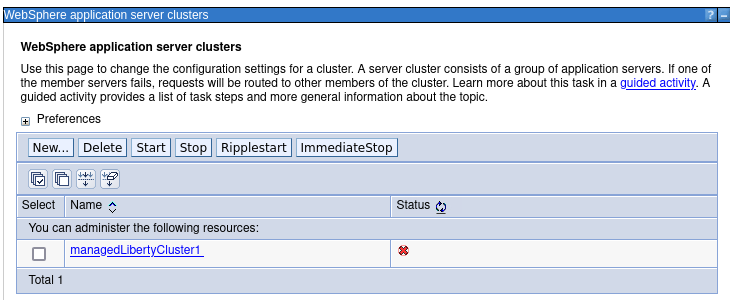 WebSphere application server clusters
? –
WebSphere application server clusters
Use this page to change the configuration settings for a cluster. A server cluster consists of a group of application servers. If one of
the member servers fails, requests will be routed to other members of the cluster. Learn more about this task in a guided activity. A
guided activity provides a list of task steps and more general information about the topic.
Preferences
New... Delete Start Stop Ripplestart ImmediateStop
Select Name Status
You can administer the following resources:
managedLibertyCluster1
Total 1